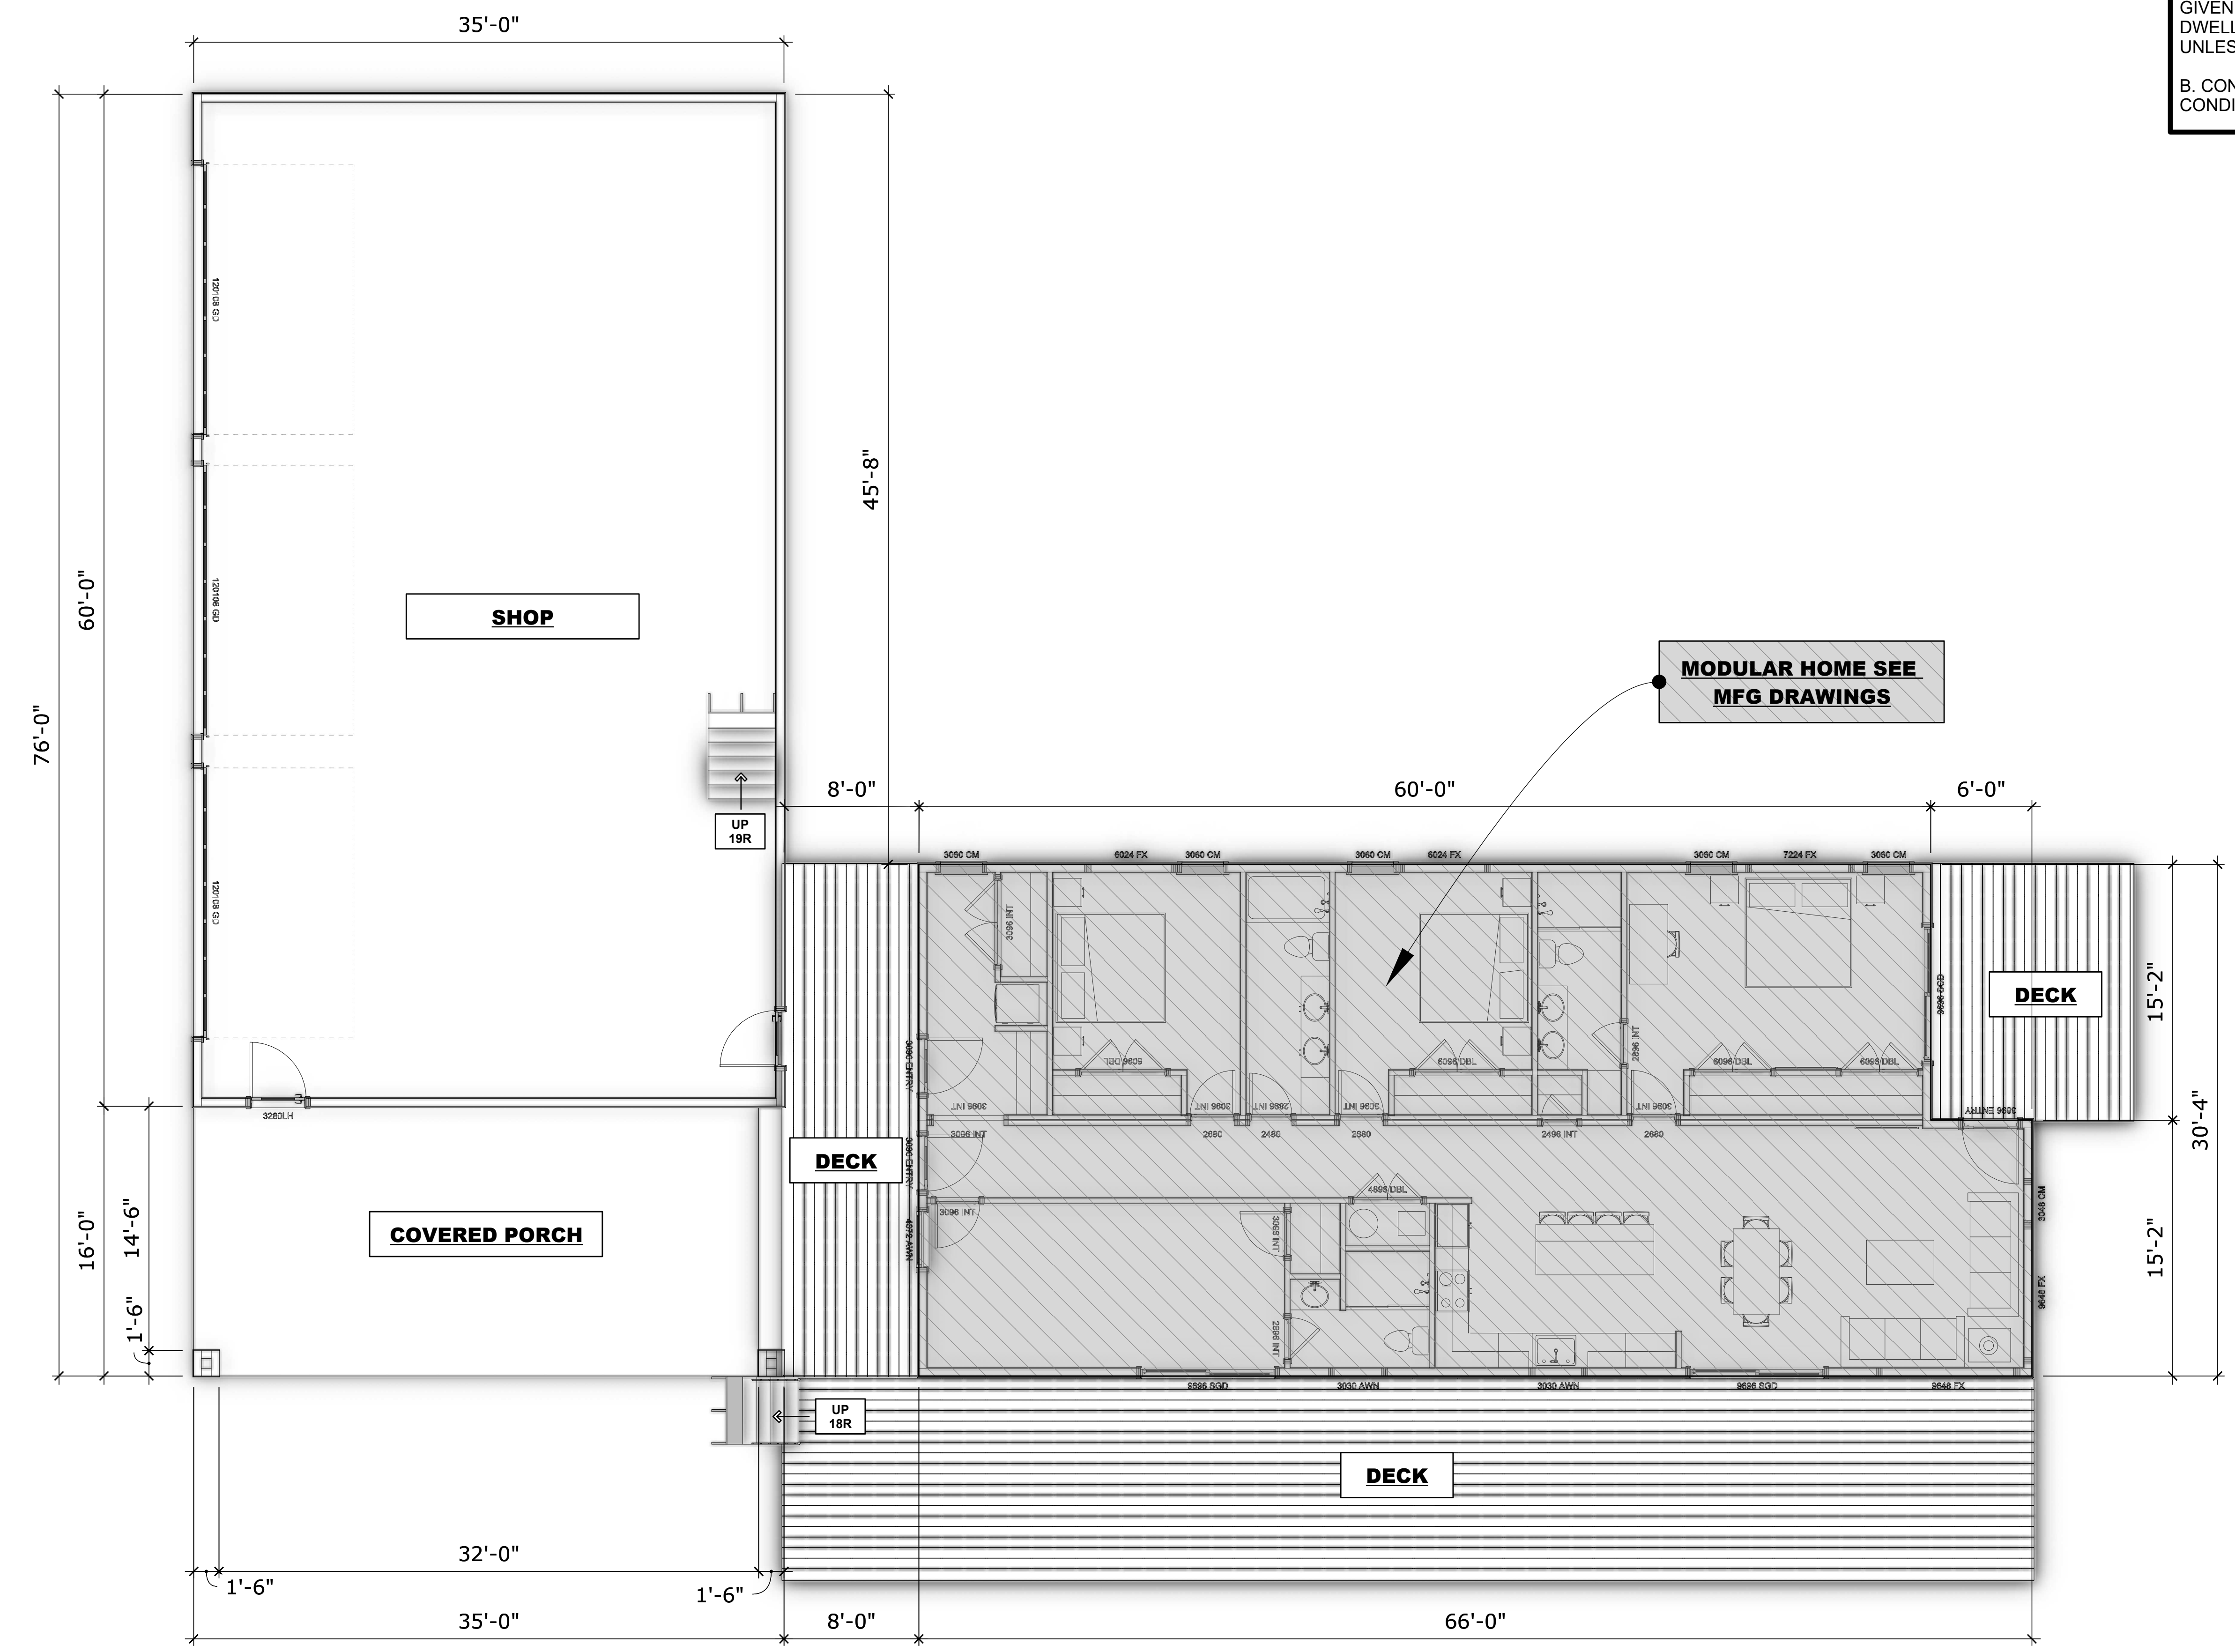 GIVEN
DWELL
UNLES
B. CON
CONDI
35'-0"
76'-0"
60'-0"
45'-8"
120108 GD
120108 GD
120108 GD
SHOP
UP
19R
MODULAR HOME SEE
MFG DRAWINGS
8'-0"
60'-0"
6'-0"
3060 CM
6024 FX
3060 CM
3060 CM
6024 FX
3060 CM
7224 FX
3060 CM
3096 INT
6096 DBL
6096 DBL
2896 INT
6096 DBL
6096 DBL
9696 SGD
DECK
15'-2"
30'-4"
3280LH
3696 ENTRY
3096 INT
3096 INT
2896 INT
3096 INT
3096 INT
3696 ENTRY
3096 INT
2680
2480
2680
2496 INT
2680
DECK
3696 ENTRY
COVERED PORCH
16'-0"
14'-6"
1'-6"
4072 AWN
3096 INT
3096 INT
4896 DBL
2896 INT
3048 CM
9648 FX
15'-2"
9696 SGD
3030 AWN
3030 AWN
9696 SGD
9648 FX
UP
18R
DECK
32'-0"
1'-6"
1'-6"
35'-0"
8'-0"
66'-0"